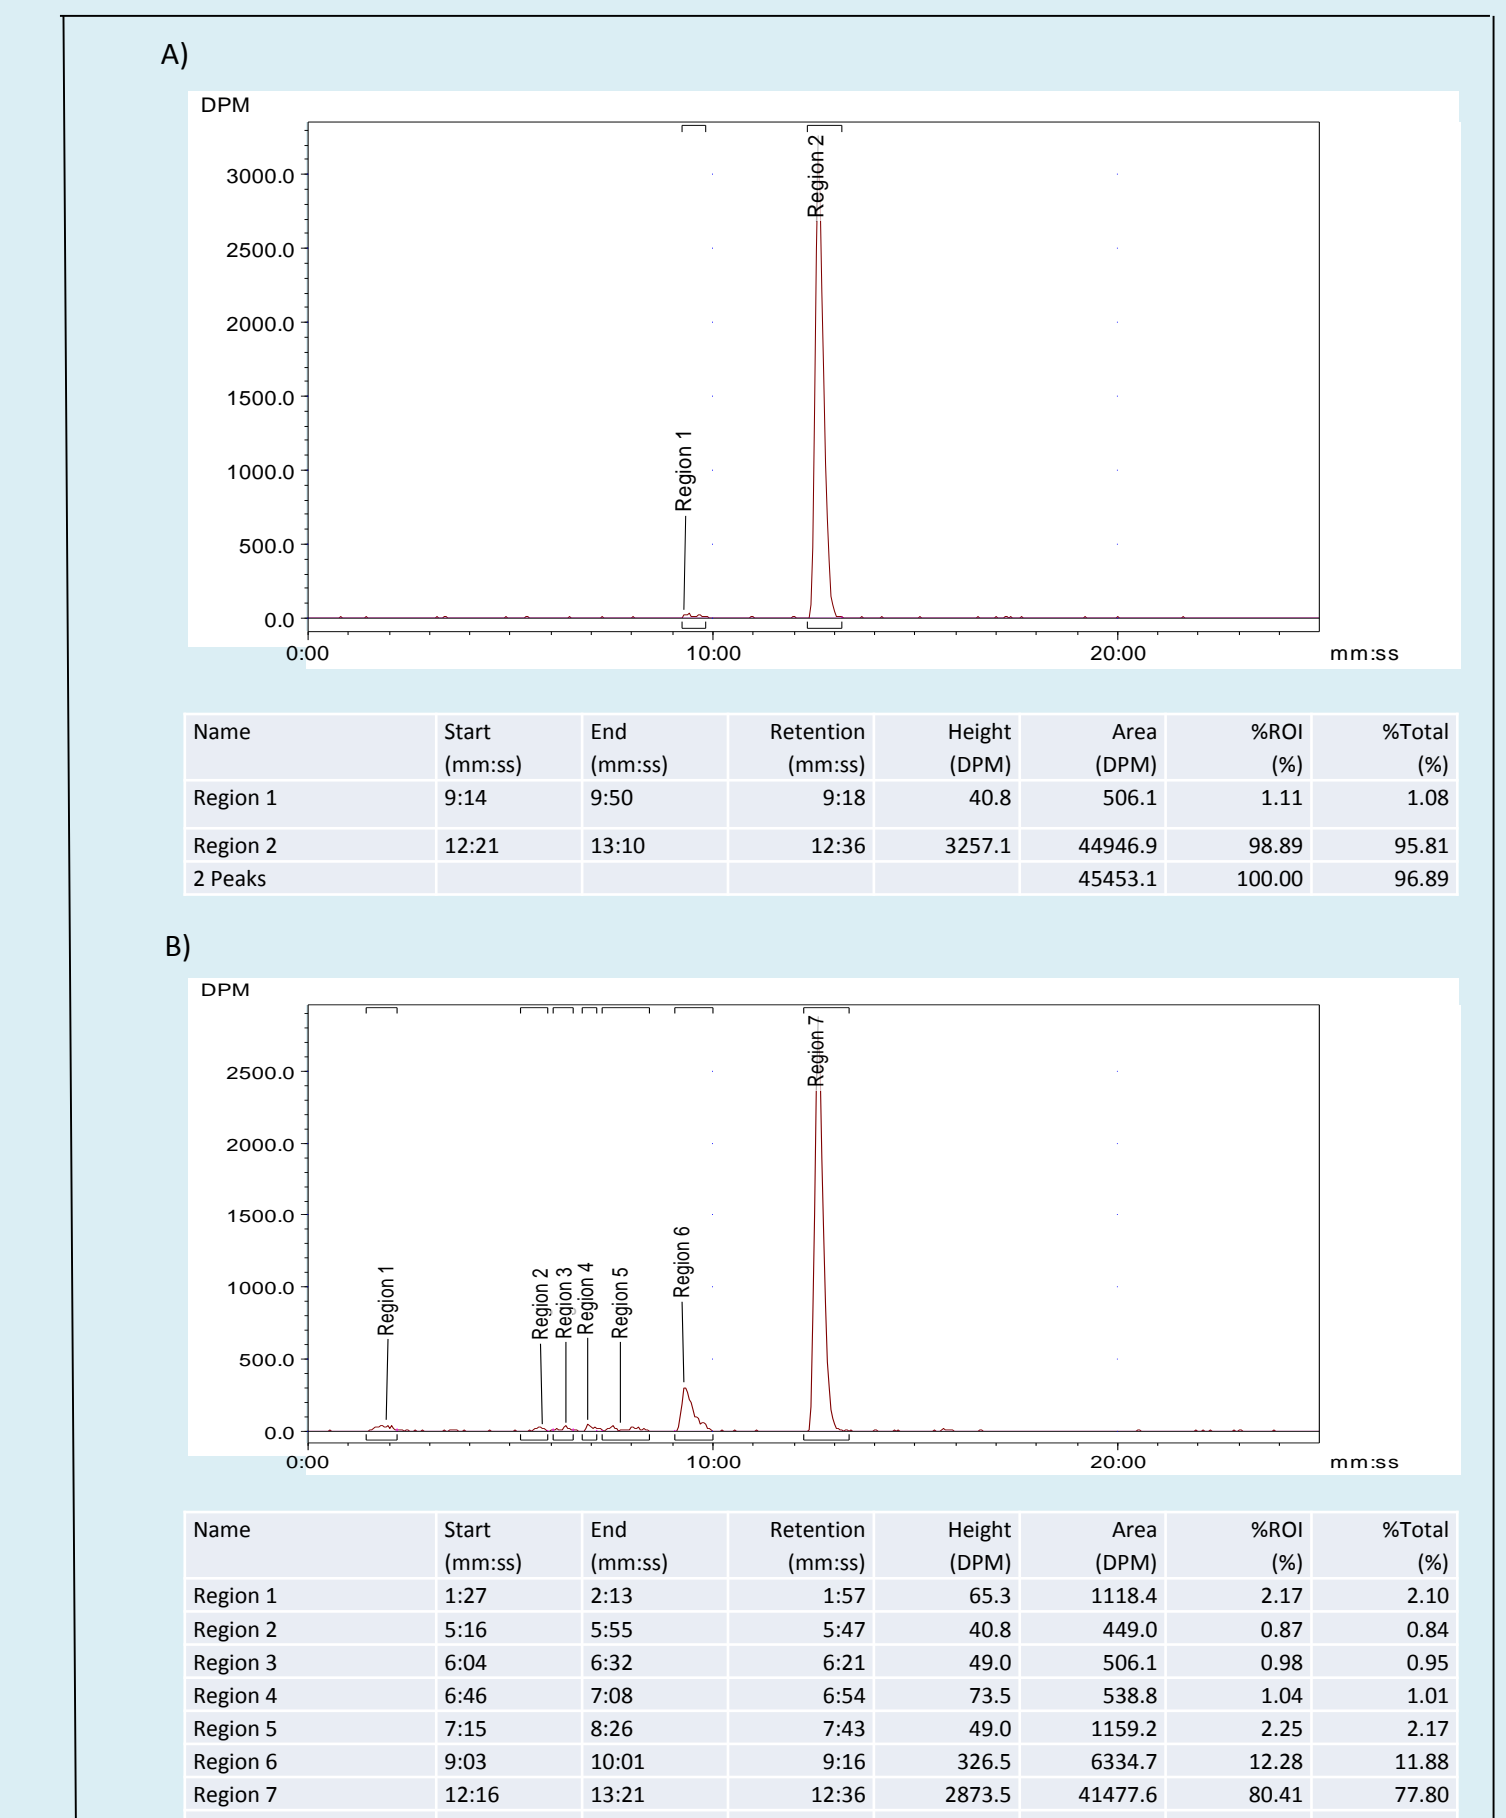 A)
DPM
3000.0
2500.0
2000.0
1500.0
1000.0
500.0
0.0
Region 1
Region 2
0:00 10:00 20:00 mm:ss
Name Start End Retention Height Area %ROI %Total
(mm:ss) (mm:ss) (mm:ss) (DPM) (DPM) (%) (%)
Region 1 9:14 9:50 9:18 40.8 506.1 1.11 1.08
Region 2 12:21 13:10 12:36 3257.1 44946.9 98.89 95.81
2 Peaks 45453.1 100.00 96.89
B)
DPM
2500.0
2000.0
1500.0
1000.0
500.0
0.0
Region 1
Region 2
Region 3
Region 4
Region 5
Region 6
Region 7
0:00 10:00 20:00 mm:ss
Name Start End Retention Height Area %ROI %Total
(mm:ss) (mm:ss) (mm:ss) (DPM) (DPM) (%) (%)
Region 1 1:27 2:13 1:57 65.3 1118.4 2.17 2.10
Region 2 5:16 5:55 5:47 40.8 449.0 0.87 0.84
Region 3 6:04 6:32 6:21 49.0 506.1 0.98 0.95
Region 4 6:46 7:08 6:54 73.5 538.8 1.04 1.01
Region 5 7:15 8:26 7:43 49.0 1159.2 2.25 2.17
Region 6 9:03 10:01 9:16 326.5 6334.7 12.28 11.88
Region 7 12:16 13:21 12:36 2873.5 41477.6 80.41 77.80